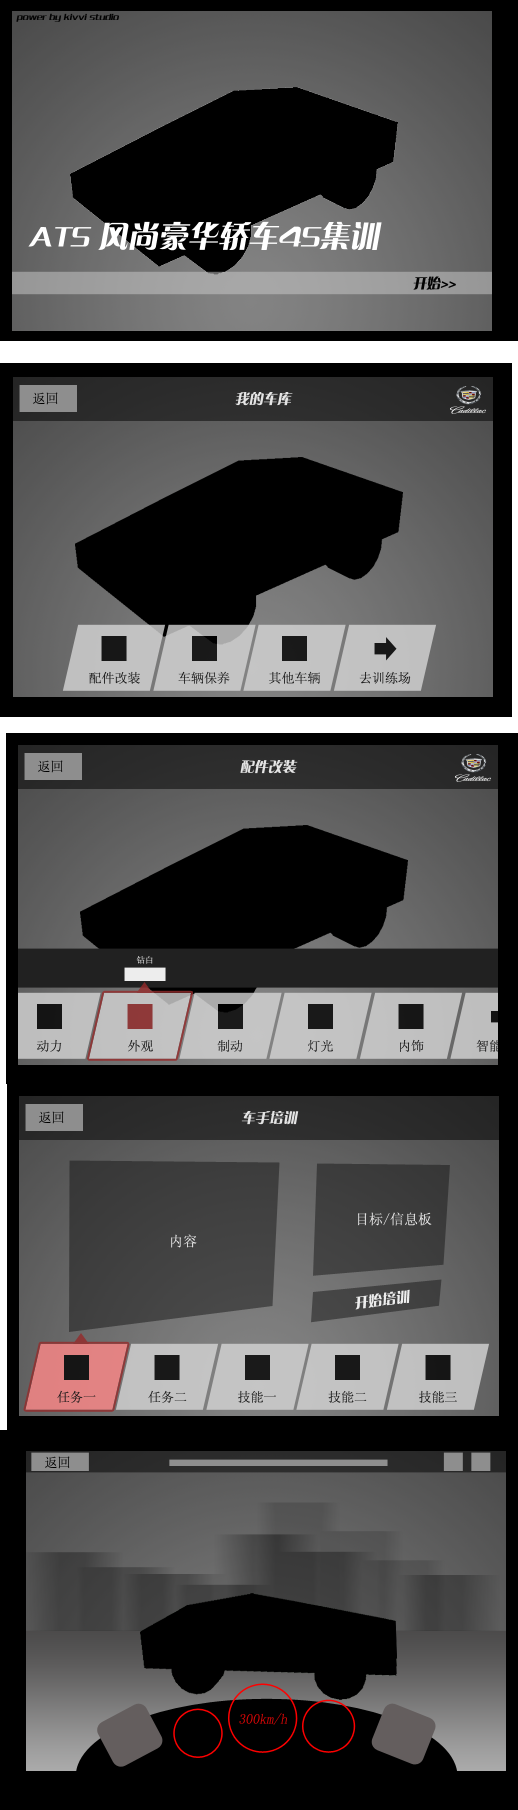 power by kivvi studio
ATS 风尚豪华轿车4S集训
开始>>
返回
我的车库
Cadillac
配件改装
车辆保养
其他车辆
去训练场
返回
配件改装
Cadillac
钻白
动力
外观
制动
灯光
内饰
智能
返回
车手培训
内容
目标/信息板
开始培训
任务一
任务二
技能一
技能二
技能三
返回
300km/h